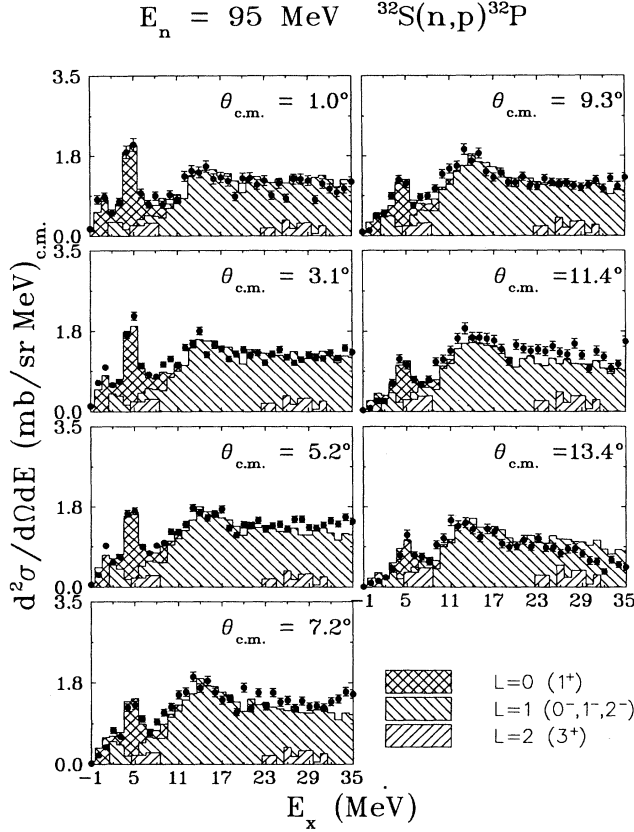 E_n = 95 MeV ³²S(n,p)³²P
d²σ/dΩdE (mb/sr MeV)_c.m.
3.5
1.8
0.0
θ_c.m. = 1.0°
θ_c.m. = 9.3°
3.5
1.8
0.0
θ_c.m. = 3.1°
θ_c.m. = 11.4°
3.5
1.8
0.0
θ_c.m. = 5.2°
θ_c.m. = 13.4°
-1 5 11 17 23 29 35
3.5
1.8
0.0
θ_c.m. = 7.2°
L=0 (1⁺)
L=1 (0⁻,1⁻,2⁻)
L=2 (3⁺)
-1 5 11 17 23 29 35
E_x (MeV)